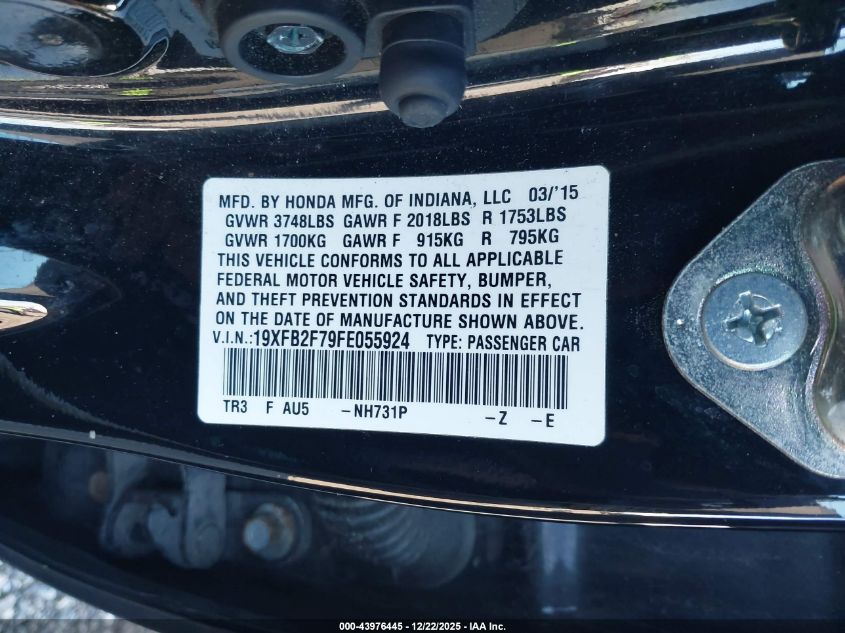 MFD. BY HONDA MFG. OF INDIANA, LLC 03/'15
GVWR 3748LBS GAWR F 2018LBS R 1753LBS
GVWR 1700KG GAWR F 915KG R 795KG
THIS VEHICLE CONFORMS TO ALL APPLICABLE
FEDERAL MOTOR VEHICLE SAFETY, BUMPER,
AND THEFT PREVENTION STANDARDS IN EFFECT
ON THE DATE OF MANUFACTURE SHOWN ABOVE.
V.I.N.:19XFB2F79FE055924 TYPE: PASSENGER CAR
TR3 F AU5 -NH731P -Z -E
000-43976445 - 12/22/2025 - IAA Inc.